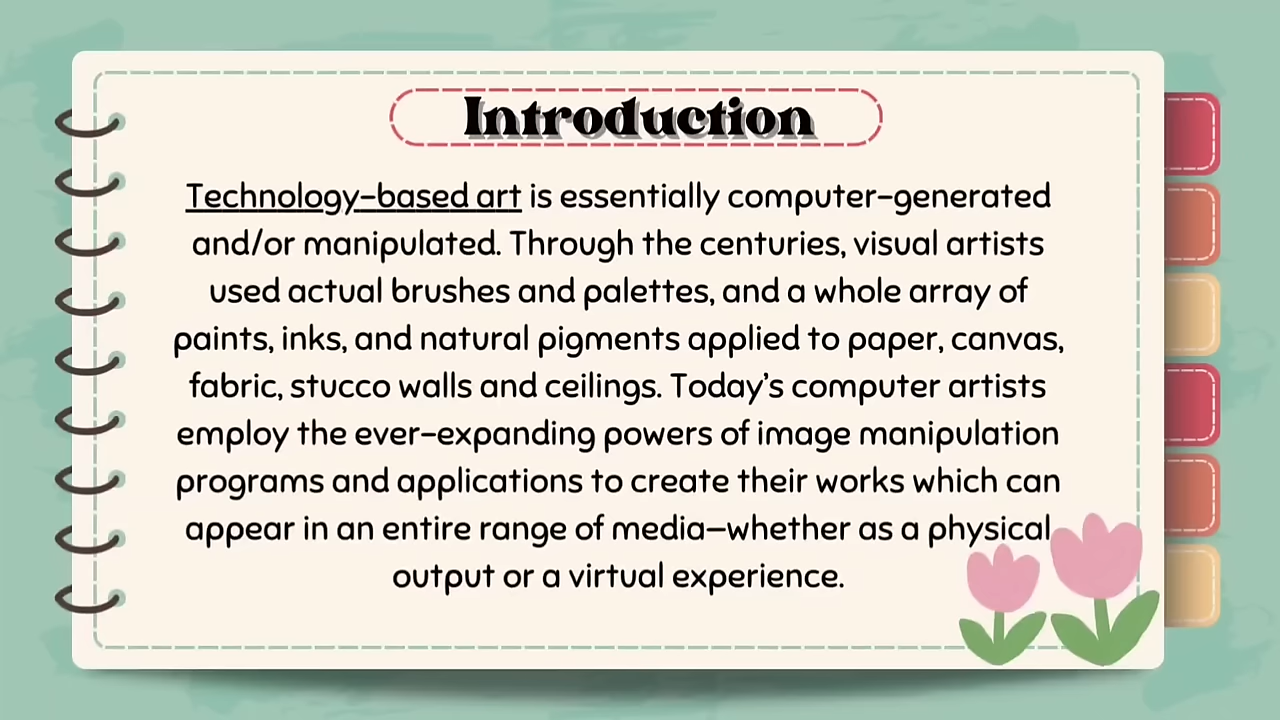 Introduction
Technology-based art is essentially computer-generated
and/or manipulated. Through the centuries, visual artists
used actual brushes and palettes, and a whole array of
paints, inks, and natural pigments applied to paper, canvas,
fabric, stucco walls and ceilings. Today's computer artists
employ the ever-expanding powers of image manipulation
programs and applications to create their works which can
appear in an entire range of media—whether as a physical
output or a virtual experience.